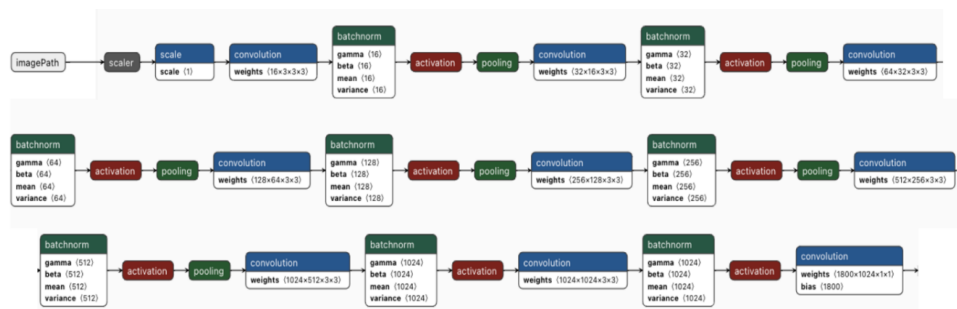 imagePath
scaler
scale
scale ⟨1⟩
convolution
weights ⟨16×3×3×3⟩
batchnorm
gamma ⟨16⟩
beta ⟨16⟩
mean ⟨16⟩
variance ⟨16⟩
activation
pooling
convolution
weights ⟨32×16×3×3⟩
batchnorm
gamma ⟨32⟩
beta ⟨32⟩
mean ⟨32⟩
variance ⟨32⟩
activation
pooling
convolution
weights ⟨64×32×3×3⟩
batchnorm
gamma ⟨64⟩
beta ⟨64⟩
mean ⟨64⟩
variance ⟨64⟩
activation
pooling
convolution
weights ⟨128×64×3×3⟩
batchnorm
gamma ⟨128⟩
beta ⟨128⟩
mean ⟨128⟩
variance ⟨128⟩
activation
pooling
convolution
weights ⟨256×128×3×3⟩
batchnorm
gamma ⟨256⟩
beta ⟨256⟩
mean ⟨256⟩
variance ⟨256⟩
activation
pooling
convolution
weights ⟨512×256×3×3⟩
batchnorm
gamma ⟨512⟩
beta ⟨512⟩
mean ⟨512⟩
variance ⟨512⟩
activation
pooling
convolution
weights ⟨1024×512×3×3⟩
batchnorm
gamma ⟨1024⟩
beta ⟨1024⟩
mean ⟨1024⟩
variance ⟨1024⟩
activation
convolution
weights ⟨1024×1024×3×3⟩
batchnorm
gamma ⟨1024⟩
beta ⟨1024⟩
mean ⟨1024⟩
variance ⟨1024⟩
activation
convolution
weights ⟨1800×1024×1×1⟩
bias ⟨1800⟩